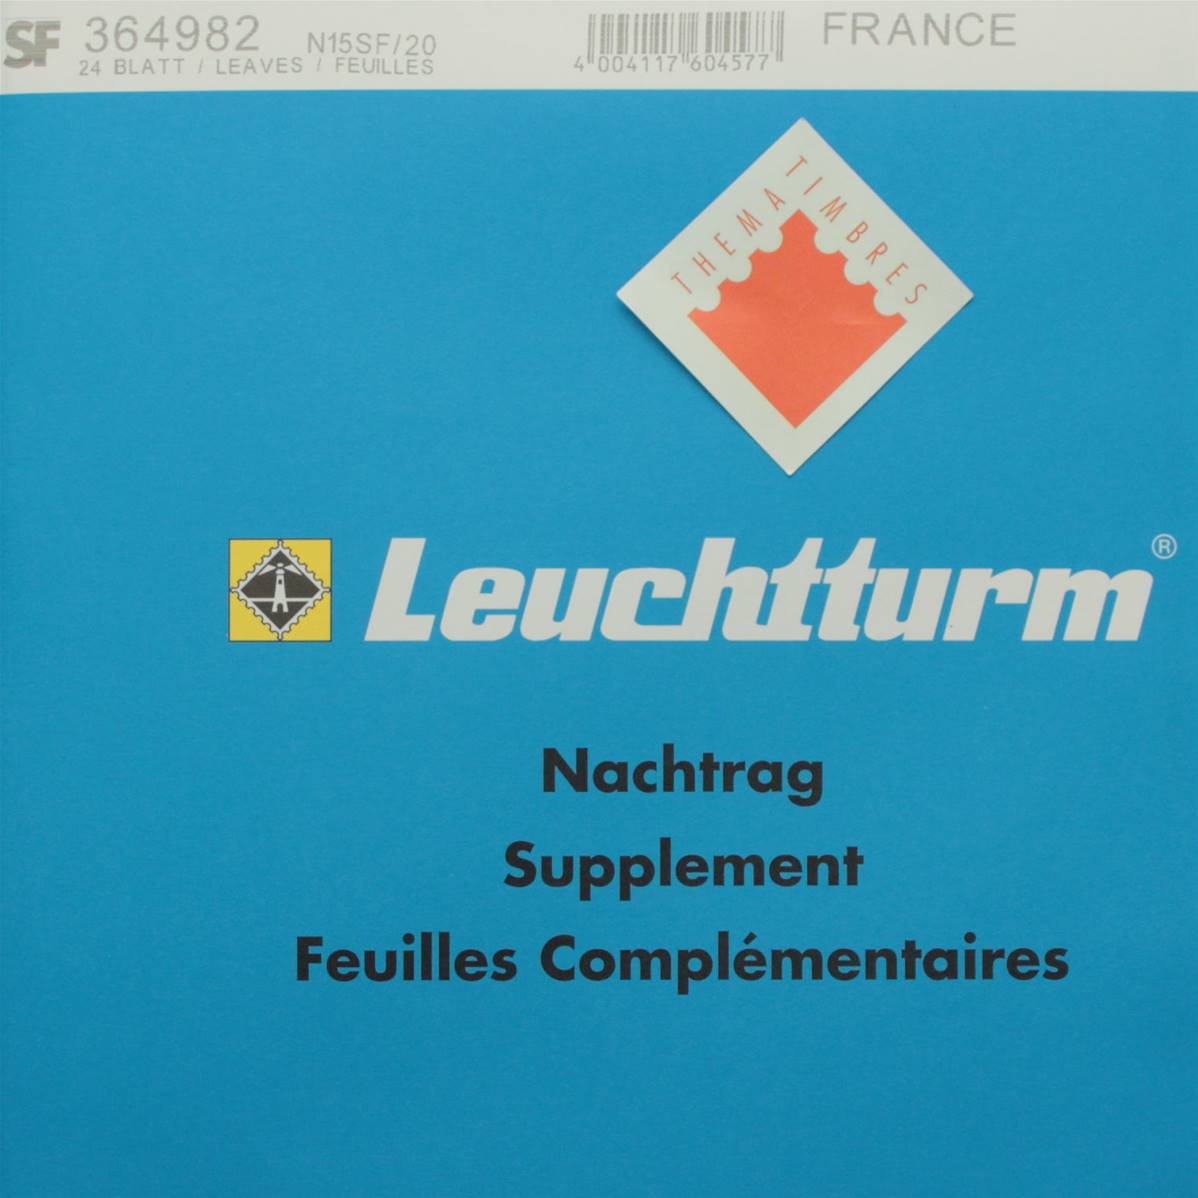 SF 364982 N15SF/20
24 BLATT / LEAVES / FEUILLES
4 004117 604577
FRANCE
THEMA TIMBRES
Leuchtturm®
Nachtrag
Supplement
Feuilles Complémentaires